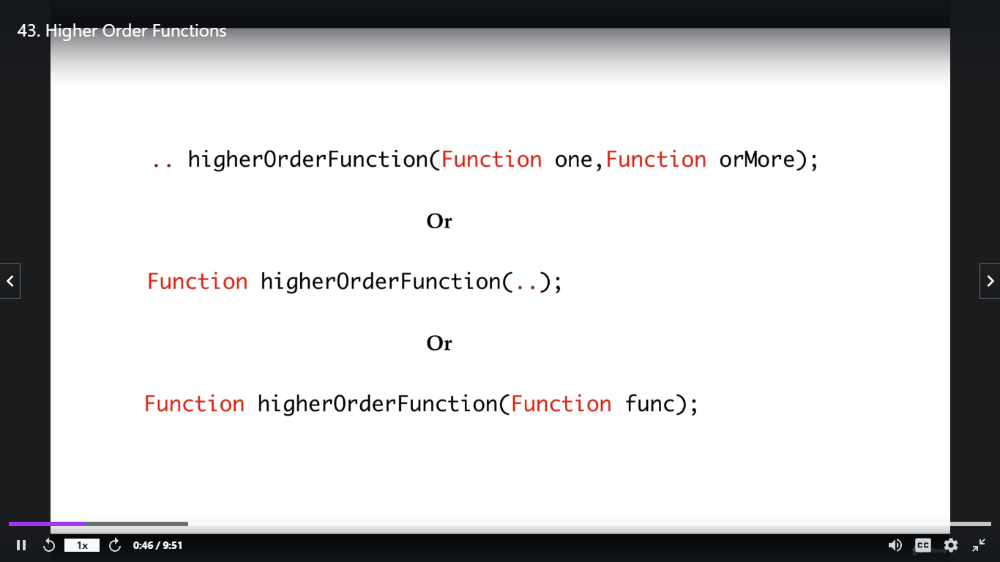 43. Higher Order Functions
.. higherOrderFunction(Function one,Function orMore);
Or
Function higherOrderFunction(..);
Or
Function higherOrderFunction(Function func);
1x
0:46 / 9:51
CC